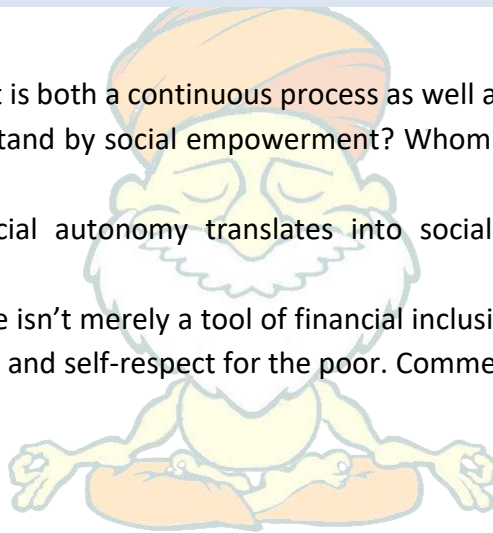 t is both a continuous process as well a
tand by social empowerment? Whom
cial autonomy translates into social
e isn’t merely a tool of financial inclusi
and self-respect for the poor. Comme